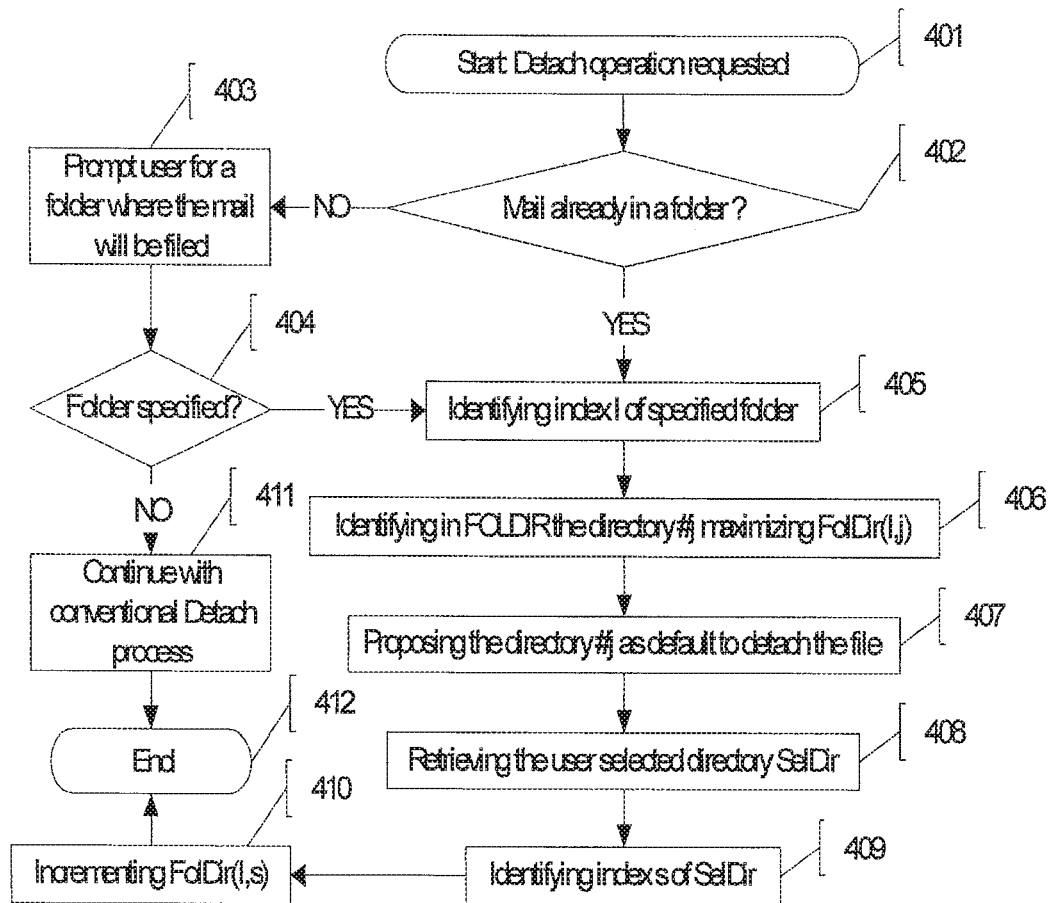 401
Start: Detach operation requested
403
402
Prompt user for a
folder where the mail
will be filed
NO
Mail already in a folder ?
404
YES
405
Folder specified?
YES
Identifying index I of specified folder
NO
411
406
Identifying in FOLDIR the directory #j maximizing FolDir(I,j)
Continue with
conventional Detach
process
407
Proposing the directory #j as default to detach the file
412
End
408
Retrieving the user selected directory SelDir
410
409
Incrementing FolDir(I,s)
Identifying index s of SelDir